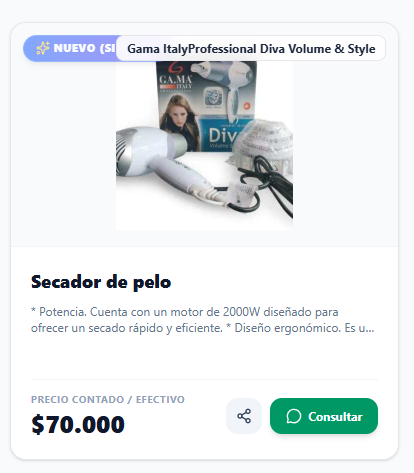 NUEVO (SI
Gama ItalyProfessional Diva Volume & Style
GA.MA
ITALY
Diva
Secador de pelo
* Potencia. Cuenta con un motor de 2000W diseñado para
ofrecer un secado rápido y eficiente. * Diseño ergonómico. Es u...
PRECIO CONTADO / EFECTIVO
$70.000
Consultar